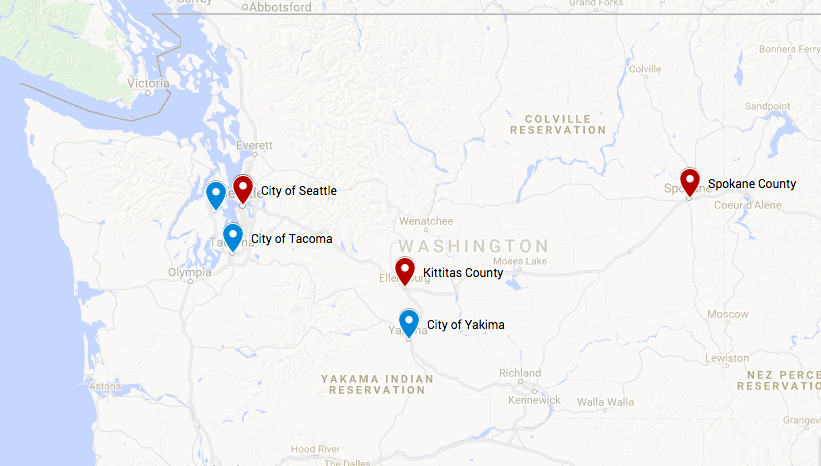 Abbotsford
Grand Forks
Bonners Ferry
Victoria
Colville
Sandpoint
COLVILLE
RESERVATION
Everett
City of Seattle
Spokane County
Coeur d'Alene
Wenatchee
City of Tacoma
WASHINGTON
Moses Lake
Olympia
Kittitas County
City of Yakima
Moscow
Lewiston
Richland
YAKAMA INDIAN
RESERVATION
NEZ PERCE
RESERVATIO
Astoria
Kennewick
Walla Walla
Grangevi
Hood River
The Dalles